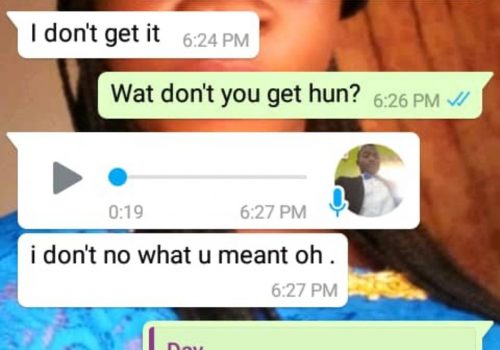 I don't get it 6:24 PM
Wat don't you get hun? 6:26 PM
0:19 6:27 PM
i don't no what u meant oh .
6:27 PM